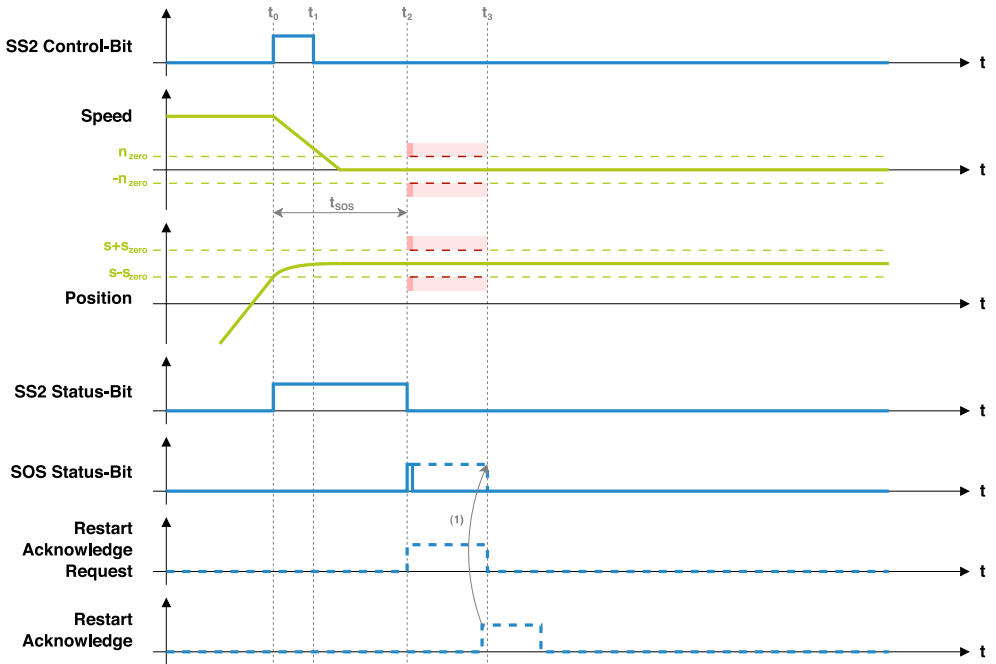 t0 t1 t2 t3
SS2 Control-Bit
t
Speed
nzero
t
-nzero
tSOS
s+szero
s-szero
Position
t
SS2 Status-Bit
t
SOS Status-Bit
t
(1)
Restart
Acknowledge
Request
t
Restart
Acknowledge
t